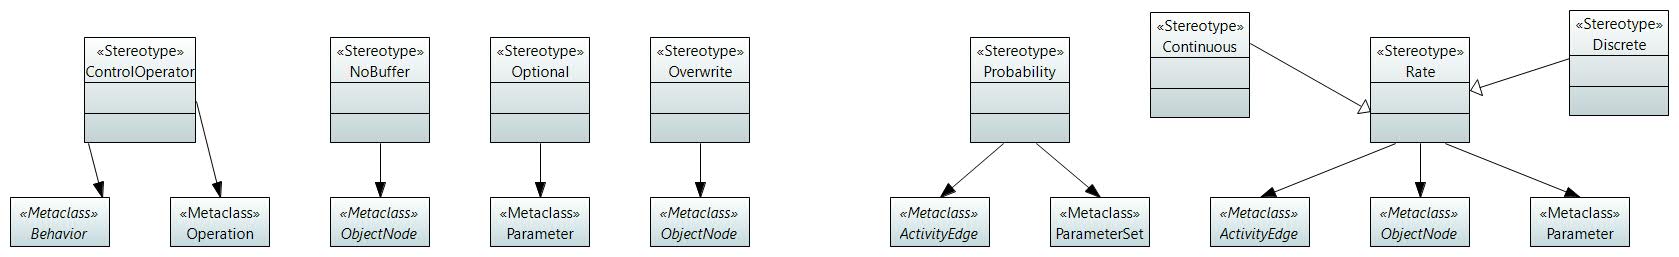 «Stereotype»
ControlOperator
«Stereotype»
NoBuffer
«Stereotype»
Optional
«Stereotype»
Overwrite
«Stereotype»
Probability
«Stereotype»
Continuous
«Stereotype»
Rate
«Stereotype»
Discrete
«Metaclass»
Behavior
«Metaclass»
Operation
«Metaclass»
ObjectNode
«Metaclass»
Parameter
«Metaclass»
ObjectNode
«Metaclass»
ActivityEdge
«Metaclass»
ParameterSet
«Metaclass»
ActivityEdge
«Metaclass»
ObjectNode
«Metaclass»
Parameter